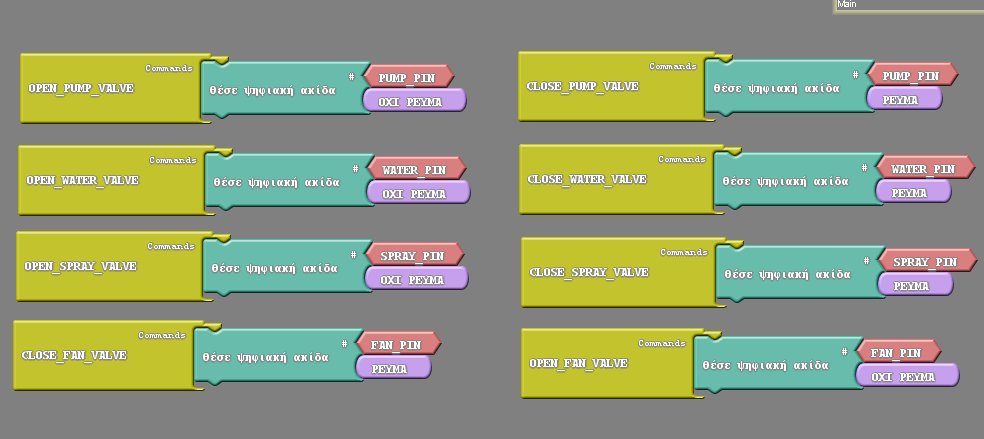 Main
Commands
OPEN_PUMP_VALVE
θέσε ψηφιακή ακίδα
#
PUMP_PIN
ΟΧΙ ΡΕΥΜΑ
Commands
CLOSE_PUMP_VALVE
θέσε ψηφιακή ακίδα
#
PUMP_PIN
ΡΕΥΜΑ
Commands
OPEN_WATER_VALVE
θέσε ψηφιακή ακίδα
#
WATER_PIN
ΟΧΙ ΡΕΥΜΑ
Commands
CLOSE_WATER_VALVE
θέσε ψηφιακή ακίδα
#
WATER_PIN
ΡΕΥΜΑ
Commands
OPEN_SPRAY_VALVE
θέσε ψηφιακή ακίδα
#
SPRAY_PIN
ΟΧΙ ΡΕΥΜΑ
Commands
CLOSE_SPRAY_VALVE
θέσε ψηφιακή ακίδα
#
SPRAY_PIN
ΡΕΥΜΑ
Commands
CLOSE_FAN_VALVE
θέσε ψηφιακή ακίδα
#
FAN_PIN
ΡΕΥΜΑ
Commands
OPEN_FAN_VALVE
θέσε ψηφιακή ακίδα
#
FAN_PIN
ΟΧΙ ΡΕΥΜΑ